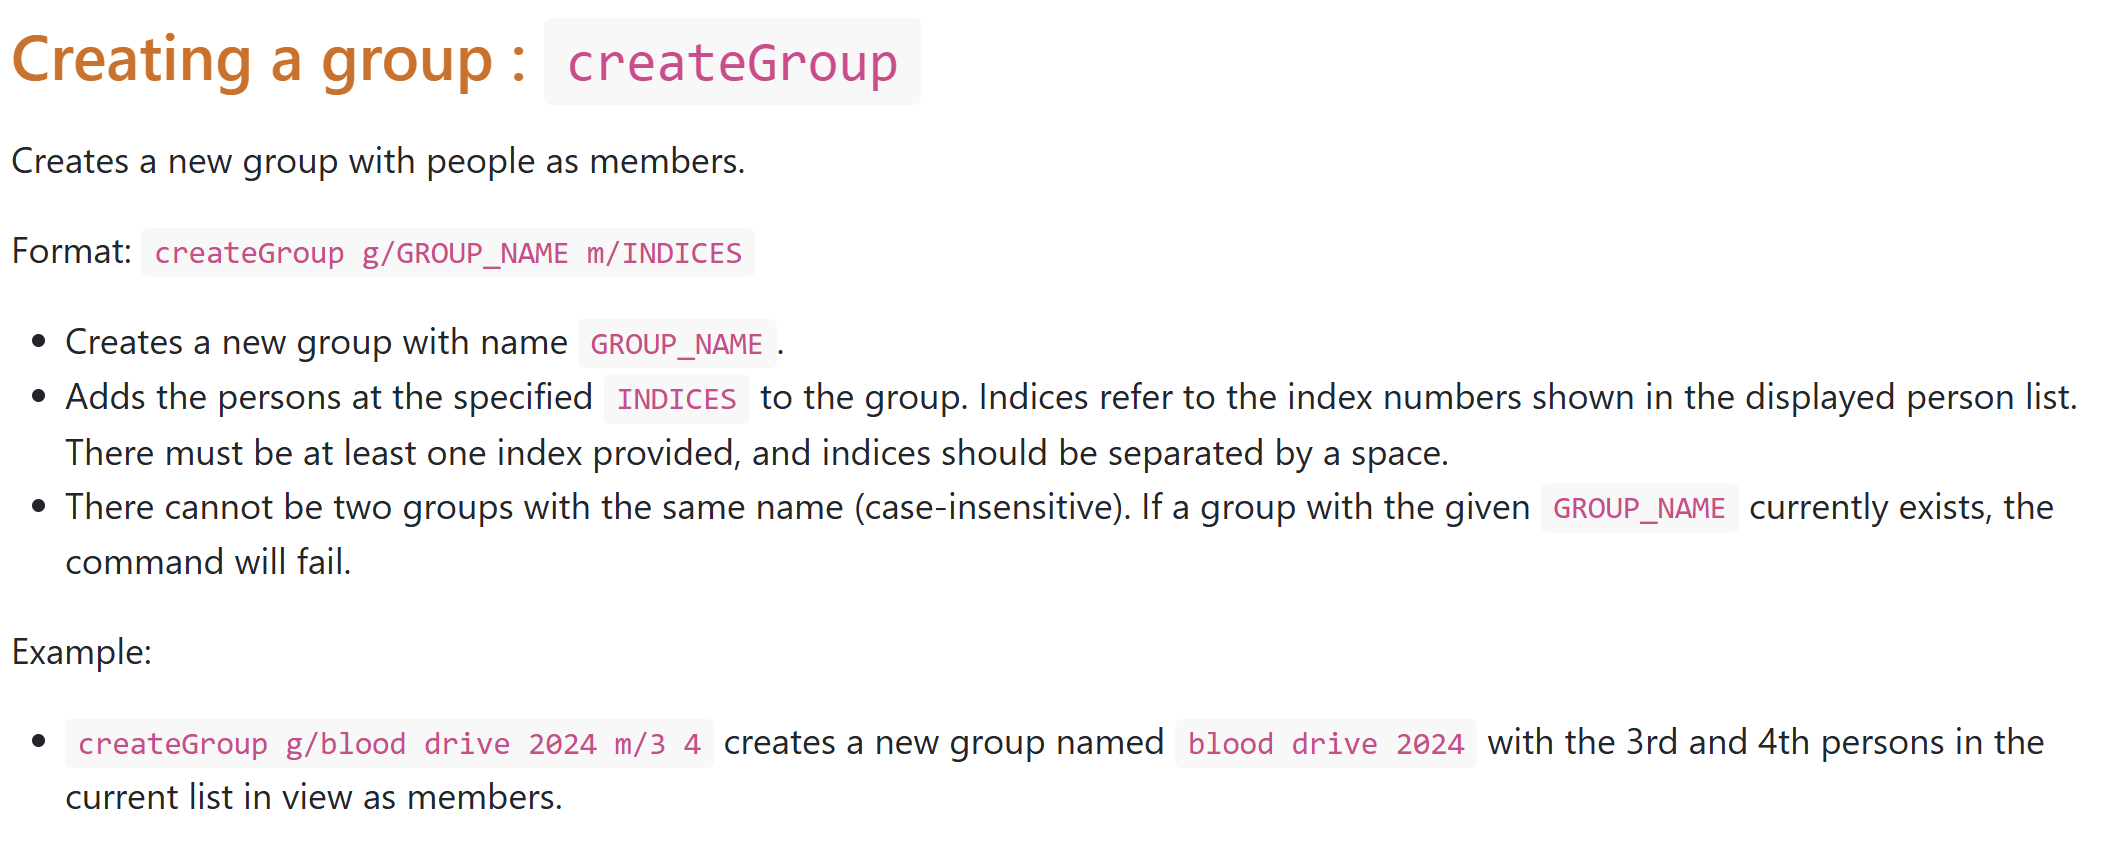 Creating a group : createGroup
Creates a new group with people as members.
Format: createGroup g/GROUP_NAME m/INDICES
• Creates a new group with name GROUP_NAME .
• Adds the persons at the specified INDICES to the group. Indices refer to the index numbers shown in the displayed person list.
There must be at least one index provided, and indices should be separated by a space.
• There cannot be two groups with the same name (case-insensitive). If a group with the given GROUP_NAME currently exists, the
command will fail.
Example:
• createGroup g/blood drive 2024 m/3 4 creates a new group named blood drive 2024 with the 3rd and 4th persons in the
current list in view as members.